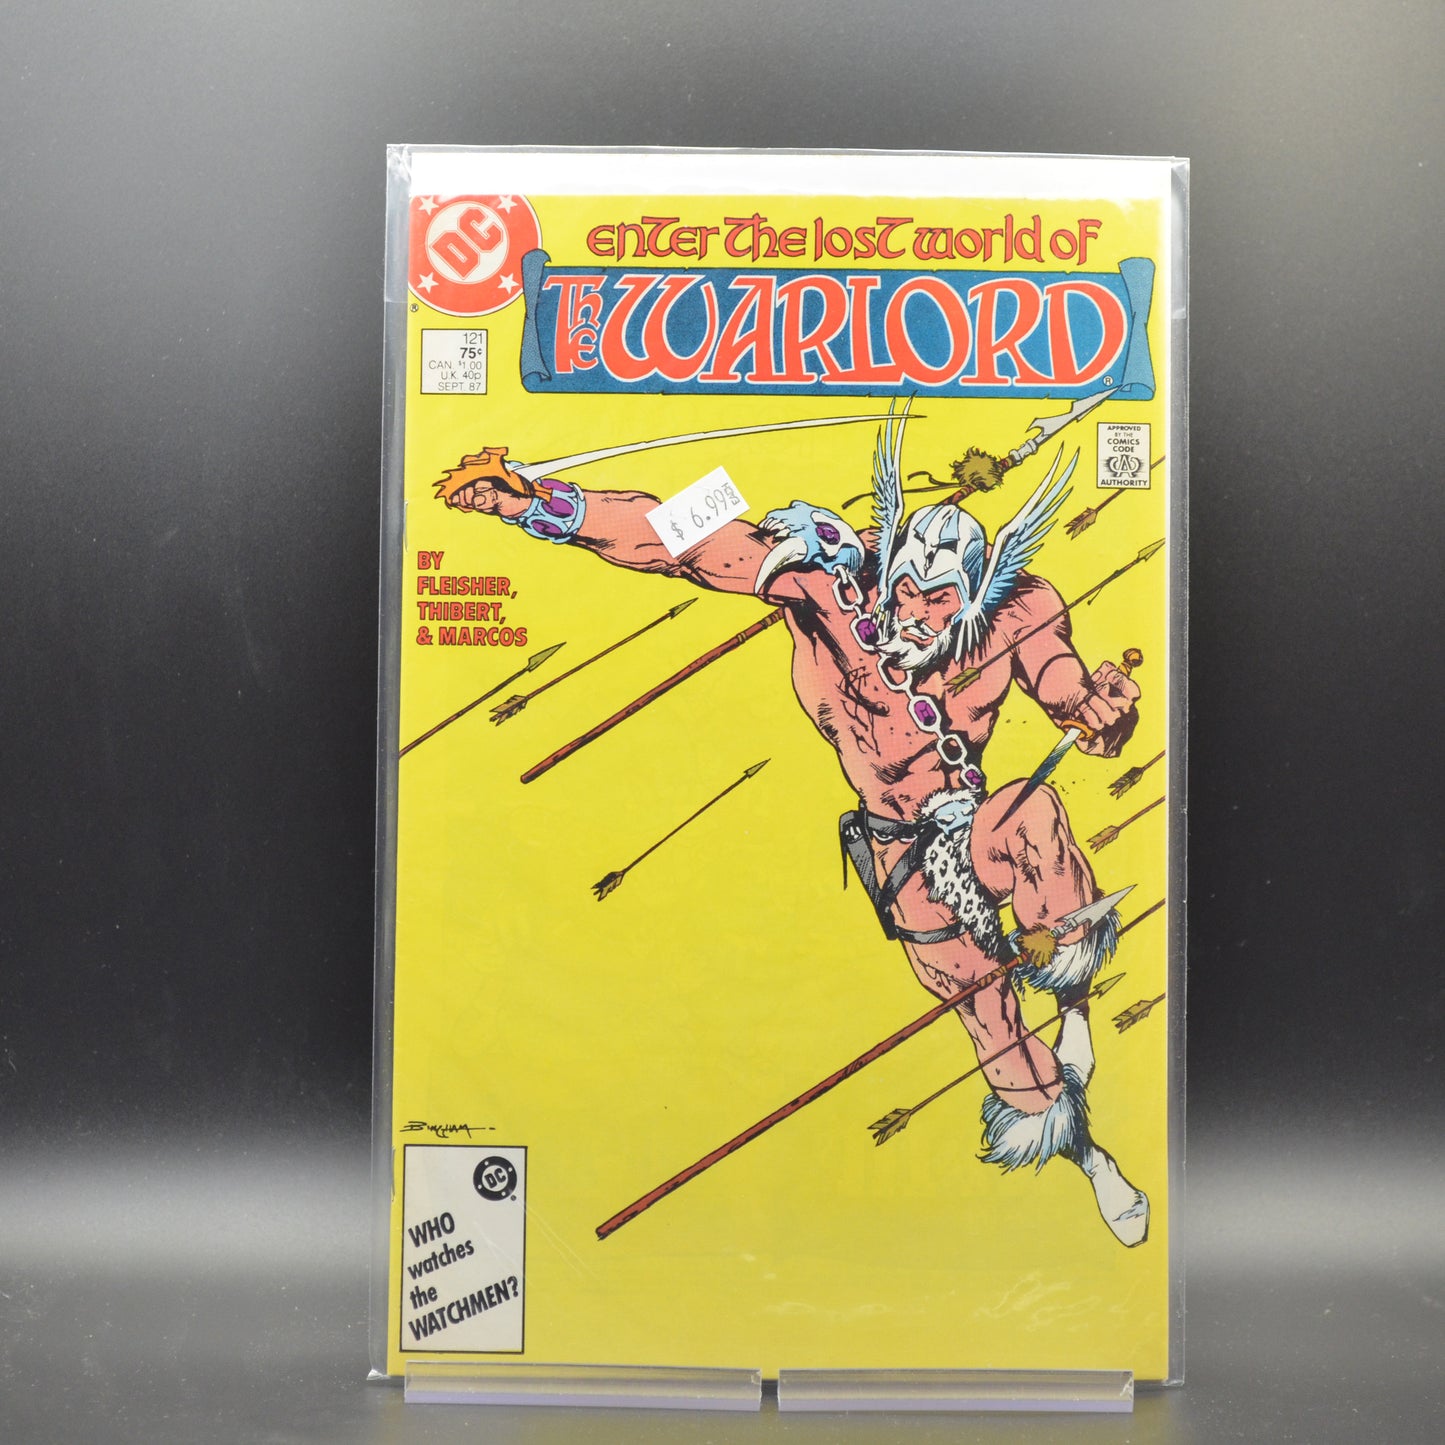 DC
®
enter the lost world of
THE WARLORD
®
121
75¢
CAN. $1.00
U.K. 40p
SEPT. 87
APPROVED
BY THE
COMICS
CODE
CA
AUTHORITY
$ 6.99
BY
FLEISHER,
THIBERT,
& MARCOS
BINGHAM
DC
®
WHO
watches
the
WATCHMEN?